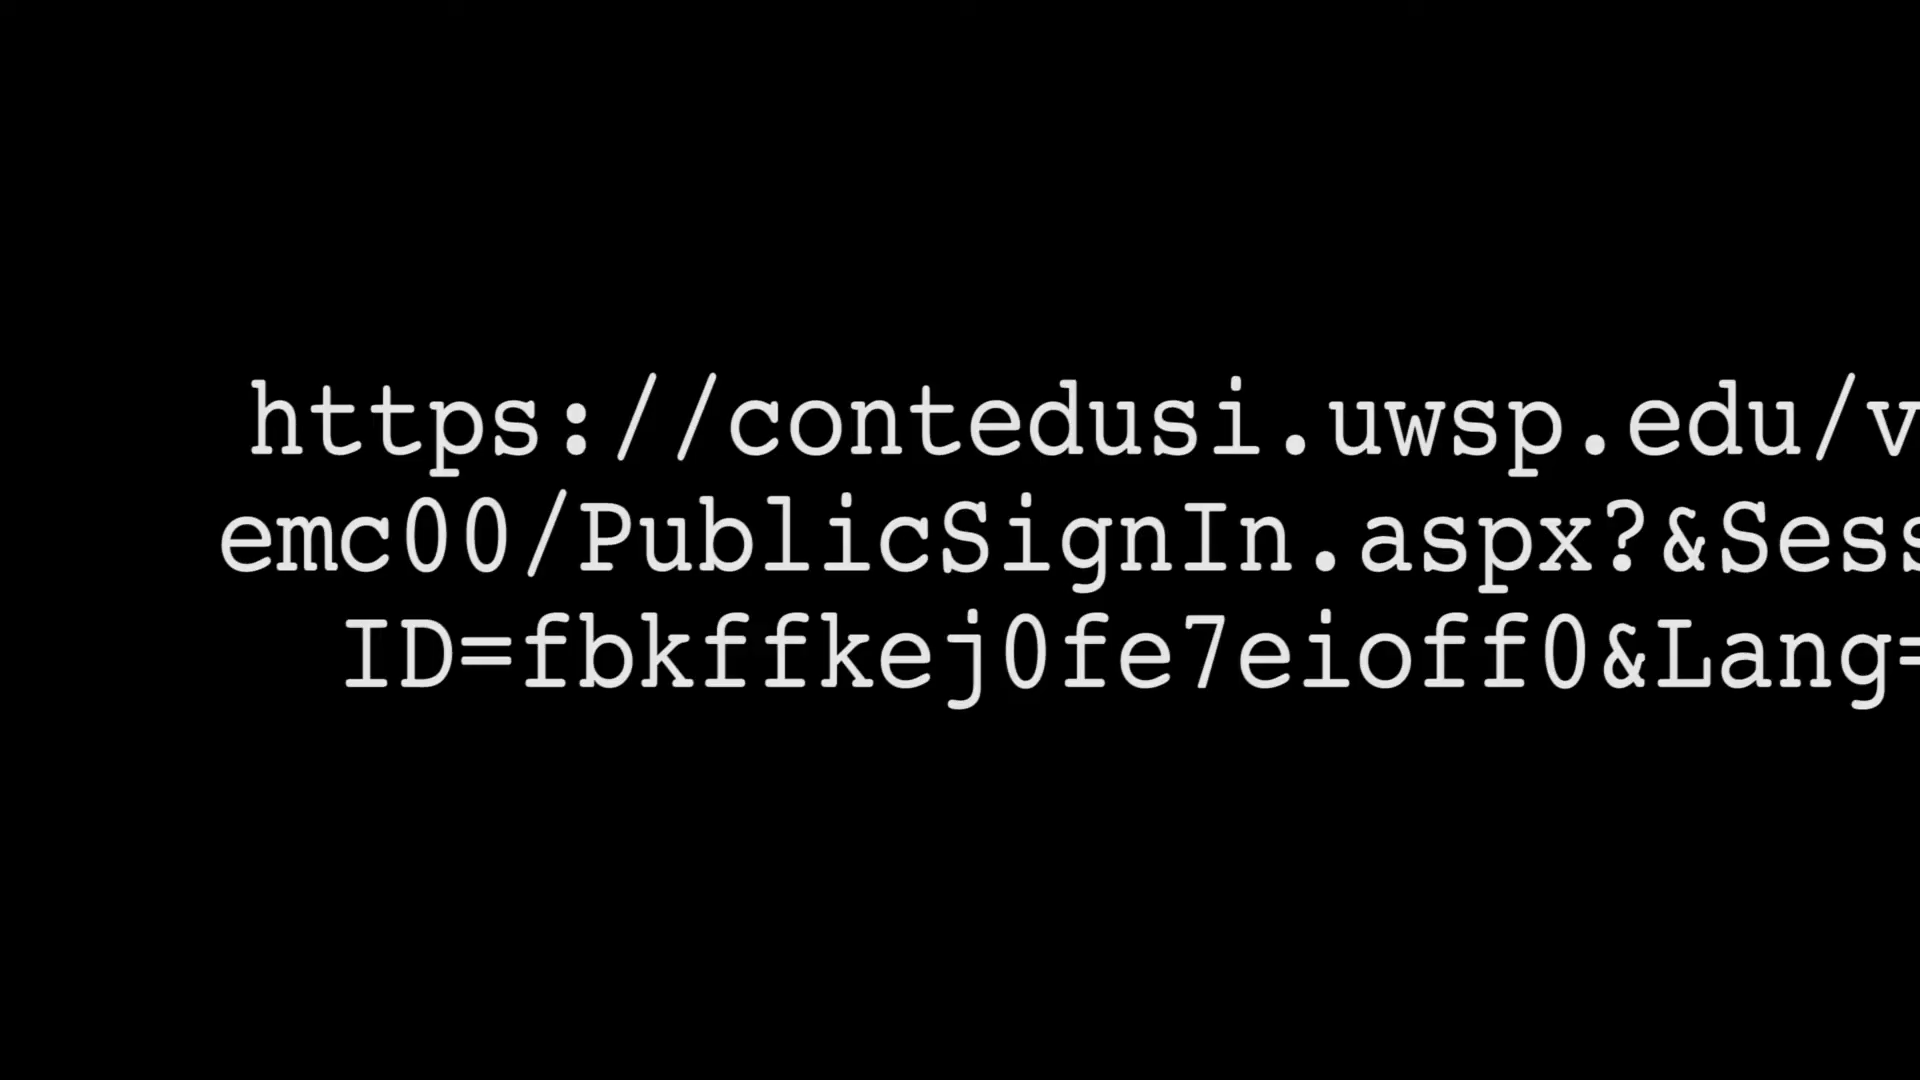 https://contedusi.uwsp.edu/v
emc00/PublicSignIn.aspx?&Sess
ID=fbkffkej0fe7eioff0&Lang=